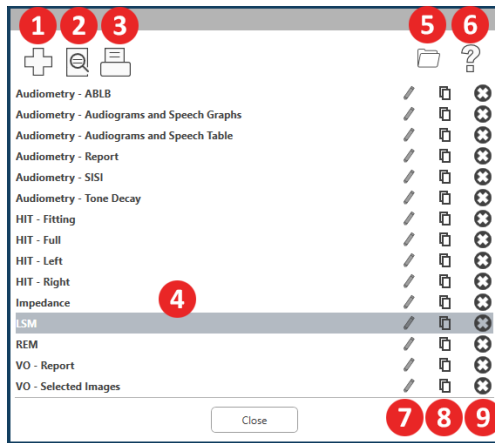 1 2 3 5 6
?
Audiometry - ABLB
Audiometry - Audiograms and Speech Graphs
Audiometry - Audiograms and Speech Table
Audiometry - Report
Audiometry - SISI
Audiometry - Tone Decay
HIT - Fitting
HIT - Full
HIT - Left
HIT - Right
Impedance 4
LSM
REM
VO - Report
VO - Selected Images
Close 7 8 9